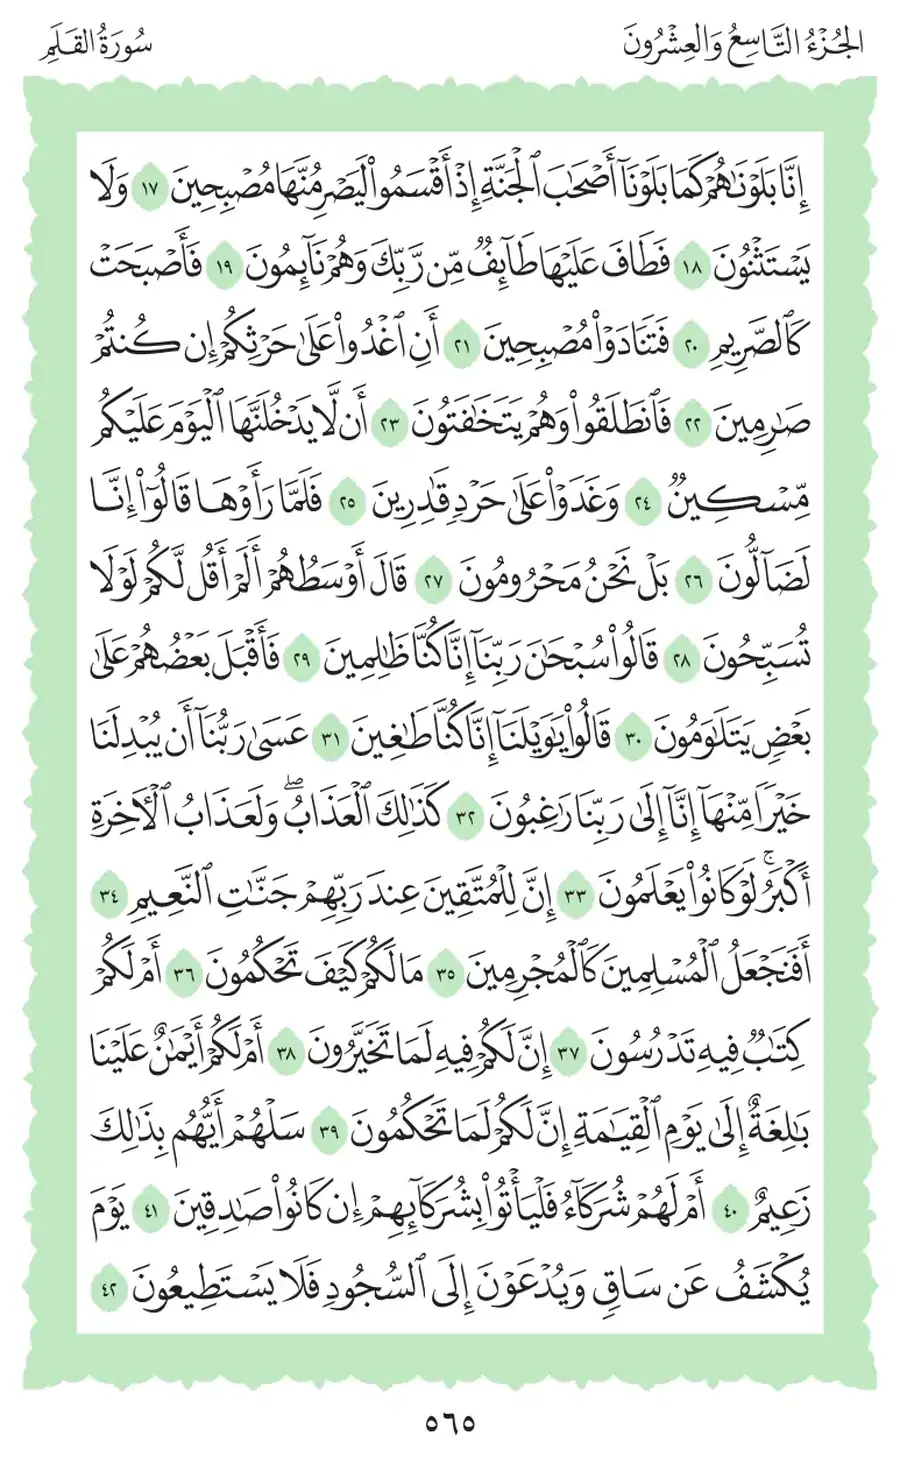 الجُزْءُ التَّاسِعُ وَالعِشْرُونَ
سُورَةُ القَلَمِ
إِنَّا بَلَوْنَٰهُمْ كَمَا بَلَوْنَآ أَصْحَٰبَ ٱلْجَنَّةِ إِذْ أَقْسَمُوا۟ لَيَصْرِمُنَّهَا مُصْبِحِينَ ١٧ وَلَا
يَسْتَثْنُونَ ١٨ فَطَافَ عَلَيْهَا طَآئِفٌ مِّن رَّبِّكَ وَهُمْ نَآئِمُونَ ١٩ فَأَصْبَحَتْ
كَٱلصَّرِيمِ ٢٠ فَتَنَادَوْا۟ مُصْبِحِينَ ٢١ أَنِ ٱغْدُوا۟ عَلَىٰ حَرْثِكُمْ إِن كُنتُمْ
صَٰرِمِينَ ٢٢ فَٱنطَلَقُوا۟ وَهُمْ يَتَخَٰفَتُونَ ٢٣ أَن لَّا يَدْخُلَنَّهَا ٱلْيَوْمَ عَلَيْكُم
مِّسْكِينٌ ٢٤ وَغَدَوْا۟ عَلَىٰ حَرْدٍ قَٰدِرِينَ ٢٥ فَلَمَّا رَأَوْهَا قَالُوٓا۟ إِنَّا
لَضَآلُّونَ ٢٦ بَلْ نَحْنُ مَحْرُومُونَ ٢٧ قَالَ أَوْسَطُهُمْ أَلَمْ أَقُل لَّكُمْ لَوْلَا
تُسَبِّحُونَ ٢٨ قَالُوا۟ سُبْحَٰنَ رَبِّنَآ إِنَّا كُنَّا ظَٰلِمِينَ ٢٩ فَأَقْبَلَ بَعْضُهُمْ عَلَىٰ
بَعْضٍ يَتَلَٰوَمُونَ ٣٠ قَالُوا۟ يَٰوَيْلَنَآ إِنَّا كُنَّا طَٰغِينَ ٣١ عَسَىٰ رَبُّنَآ أَن يُبْدِلَنَا
خَيْرًا مِّنْهَآ إِنَّآ إِلَىٰ رَبِّنَا رَٰغِبُونَ ٣٢ كَذَٰلِكَ ٱلْعَذَابُ ۖ وَلَعَذَابُ ٱلْءَاخِرَةِ
أَكْبَرُ ۚ لَوْ كَانُوا۟ يَعْلَمُونَ ٣٣ إِنَّ لِلْمُتَّقِينَ عِندَ رَبِّهِمْ جَنَّٰتِ ٱلنَّعِيمِ ٣٤
أَفَنَجْعَلُ ٱلْمُسْلِمِينَ كَٱلْمُجْرِمِينَ ٣٥ مَا لَكُمْ كَيْفَ تَحْكُمُونَ ٣٦ أَمْ لَكُمْ
كِتَٰبٌ فِيهِ تَدْرُسُونَ ٣٧ إِنَّ لَكُمْ فِيهِ لَمَا تَخَيَّرُونَ ٣٨ أَمْ لَكُمْ أَيْمَٰنٌ عَلَيْنَا
بَٰلِغَةٌ إِلَىٰ يَوْمِ ٱلْقِيَٰمَةِ إِنَّ لَكُمْ لَمَا تَحْكُمُونَ ٣٩ سَلْهُمْ أَيُّهُم بِذَٰلِكَ
زَعِيمٌ ٤٠ أَمْ لَهُمْ شُرَكَآءُ فَلْيَأْتُوا۟ بِشُرَكَآئِهِمْ إِن كَانُوا۟ صَٰدِقِينَ ٤١ يَوْمَ
يُكْشَفُ عَن سَاقٍ وَيُدْعَوْنَ إِلَى ٱلسُّجُودِ فَلَا يَسْتَطِيعُونَ ٤٢
٥٦٥